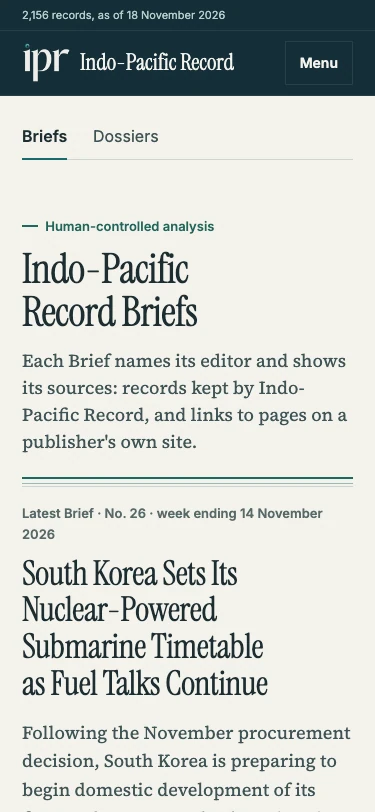 2,156 records, as of 18 November 2026
ipr Indo-Pacific Record
Menu
Briefs Dossiers
Human-controlled analysis
Indo-Pacific
Record Briefs
Each Brief names its editor and shows
its sources: records kept by Indo-
Pacific Record, and links to pages on a
publisher's own site.
Latest Brief · No. 26 · week ending 14 November
2026
South Korea Sets Its
Nuclear-Powered
Submarine Timetable
as Fuel Talks Continue
Following the November procurement
decision, South Korea is preparing to
begin domestic development of its